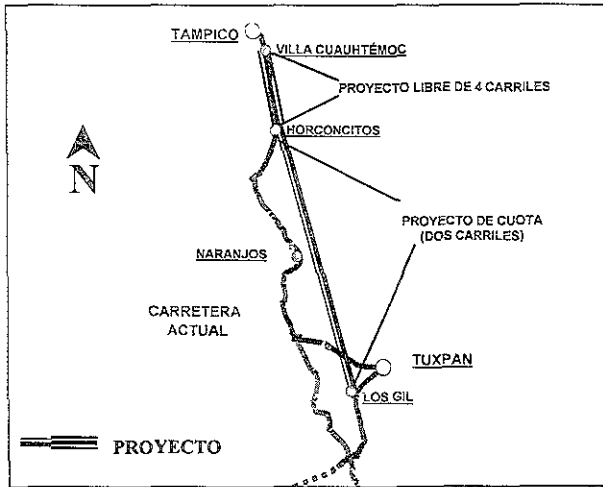 TAMPICO
VILLA CUAUHTÉMOC
PROYECTO LIBRE DE 4 CARRILES
HORCONCITOS
N
PROYECTO DE CUOTA
(DOS CARRILES)
NARANJOS
CARRETERA
ACTUAL
TUXPAN
LOS GIL
PROYECTO